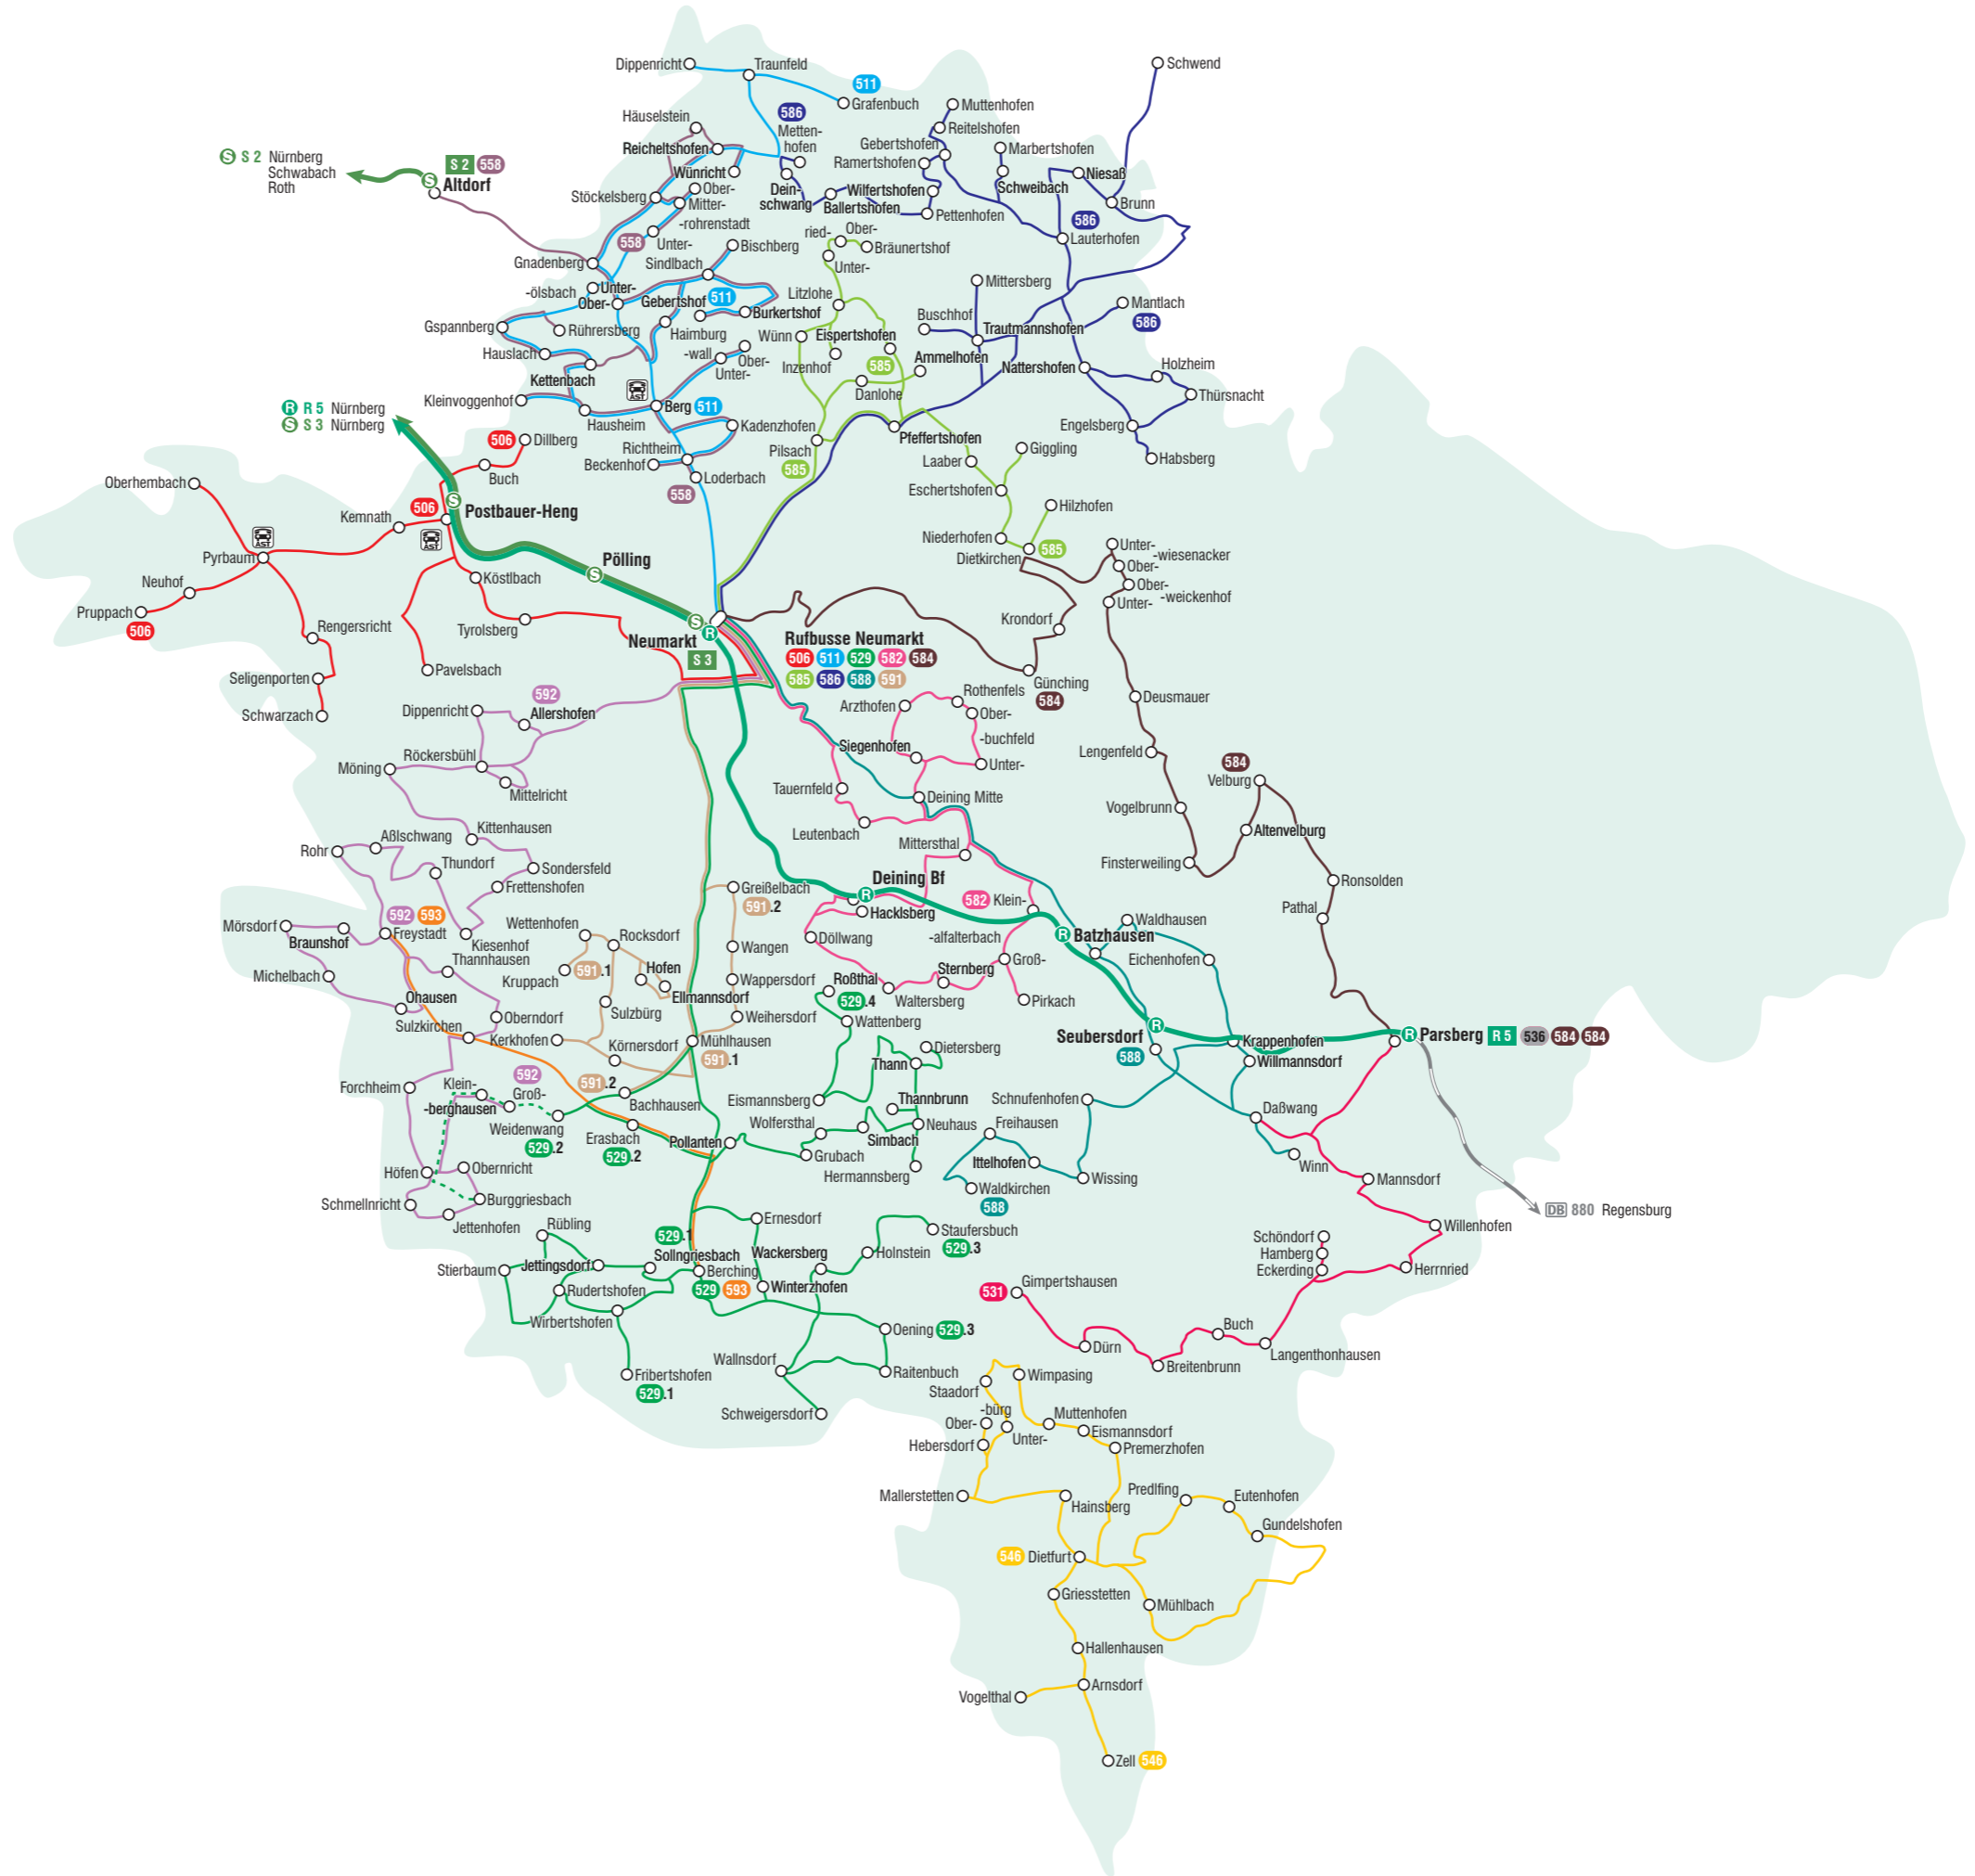 Dippenricht
Traunfeld
511
Grafenbuch
Schwend
Häuselstein
586
Metten-
hofen
Muttenhofen
Reitelshofen
Gebertshofen
Ramertshofen
Marbertshofen
Reicheltshofen
Wünricht
S S 2 Nürnberg
Schwabach
Roth
S 2 558
S
Altdorf
Stöckelsberg
Ober-
Mitter-
-rohrenstadt
Unter-
558
Dein-
schwang
Wilfertshofen
Ballertshofen
Pettenhofen
Schweibach
Niesaß
Brunn
586
Lauterhofen
Gnadenberg
Sindlbach
Bischberg
ried-
Ober-
Bräunertshof
Unter-
-ölsbach
Unter-
Ober-
Gebertshof 511
Burkertshof
Litzlohe
Mittersberg
Mantlach
586
Gspannberg
Rührersberg
Haimburg
Wünn
Eispertshofen
Buschhof
Trautmannshofen
Hauslach
-wall
Ober-
Unter-
Inzenhof
585
Ammelhofen
Nattershofen
Holzheim
Kettenbach
AST
Danlohe
Thürsnacht
Kleinvoggenhof
Hausheim
Berg 511
R R 5 Nürnberg
S S 3 Nürnberg
506 Dillberg
Buch
Richtheim
Kadenzhofen
Beckenhof
Loderbach
558
Pilsach
585
Pfeffertshofen
Engelsberg
Habsberg
Laaber
Giggling
Eschertshofen
Hilzhofen
Oberhembach
Kemnath
506
S
Postbauer-Heng
AST
AST
Pyrbaum
Niederhofen
Dietkirchen
585
Unter-
-wiesenacker
Ober-
Ober-
-weickenhof
Unter-
Pölling
S
Neuhof
Pruppach
506
Köstlbach
Tyrolsberg
Rengersricht
Pavelsbach
Seligenporten
Schwarzach
S
R
Neumarkt
S 3
Rufbusse Neumarkt
506 511 529 582 584
585 586 588 591
Krondorf
Günching
584
Deusmauer
592
Dippenricht
Allershofen
Arzthofen
Rothenfels
Ober-
-buchfeld
Unter-
Siegenhofen
Röckersbühl
Möning
Mittelricht
Tauernfeld
Deining Mitte
Leutenbach
Lengenfeld
584
Velburg
Vogelbrunn
Altenvelburg
Finsterweiling
Aßlschwang
Kittenhausen
Rohr
Thundorf
Sondersfeld
Frettenshofen
Mittersthal
Ronsolden
Deining Bf
R
Hacklsberg
Greißelbach
591.2
582 Klein-
-alfalterbach
Groß-
Pathal
592 593
Freystadt
Mörsdorf
Braunshof
Wettenhofen
Rocksdorf
Kiesenhof
Thannhausen
Michelbach
Kruppach
591.1
Hofen
Ellmannsdorf
Wangen
Döllwang
R
Batzhausen
Waldhausen
Eichenhofen
Ohausen
Sulzkirchen
Oberndorf
Sulzbürg
Wappersdorf
Roßthal
529.4
Waltersberg
Sternberg
Pirkach
Weihersdorf
Wattenberg
Kerkhofen
Körnersdorf
Mühlhausen
591.1
Thann
Dietersberg
R
Seubersdorf
588
Krappenhofen
Willmannsdorf
R
Parsberg R 5 536 584 584
Forchheim
Klein-
592
Groß-
-berghausen
591.2
Bachhausen
Weidenwang
529.2
Erasbach
529.2
Eismannsberg
Thannbrunn
Wolfersthal
Neuhaus
Simbach
Pollanten
Grubach
Hermannsberg
Schnufenhofen
Freihausen
Ittelhofen
Daßwang
Winn
Wissing
Waldkirchen
588
Höfen
Obernricht
Schmellnricht
Burggriesbach
Jettenhofen
Mannsdorf
DB 880 Regensburg
Willenhofen
Rübling
529.1
Ernesdorf
Staufersbuch
529.3
Sollngriesbach
Wackersberg
Holnstein
Schöndorf
Hamberg
Eckerding
Herrnried
Stierbaum
Jettingsdorf
Berching
529 593
Winterzhofen
Rudertshofen
Wirbertshofen
531 Gimpertshausen
Dürn
Buch
Langenthonhausen
Breitenbrunn
Oening 529.3
Fribertshofen
529.1
Wallnsdorf
Raitenbuch
Schweigersdorf
Staadorf
Wimpasing
-bürg
Ober-
Unter-
Hebersdorf
Muttenhofen
Eismannsdorf
Premerzhofen
Mallerstetten
Hainsberg
Predlfing
Eutenhofen
Gundelshofen
546 Dietfurt
Griesstetten
Mühlbach
Hallenhausen
Vogelthal
Arnsdorf
Zell 546